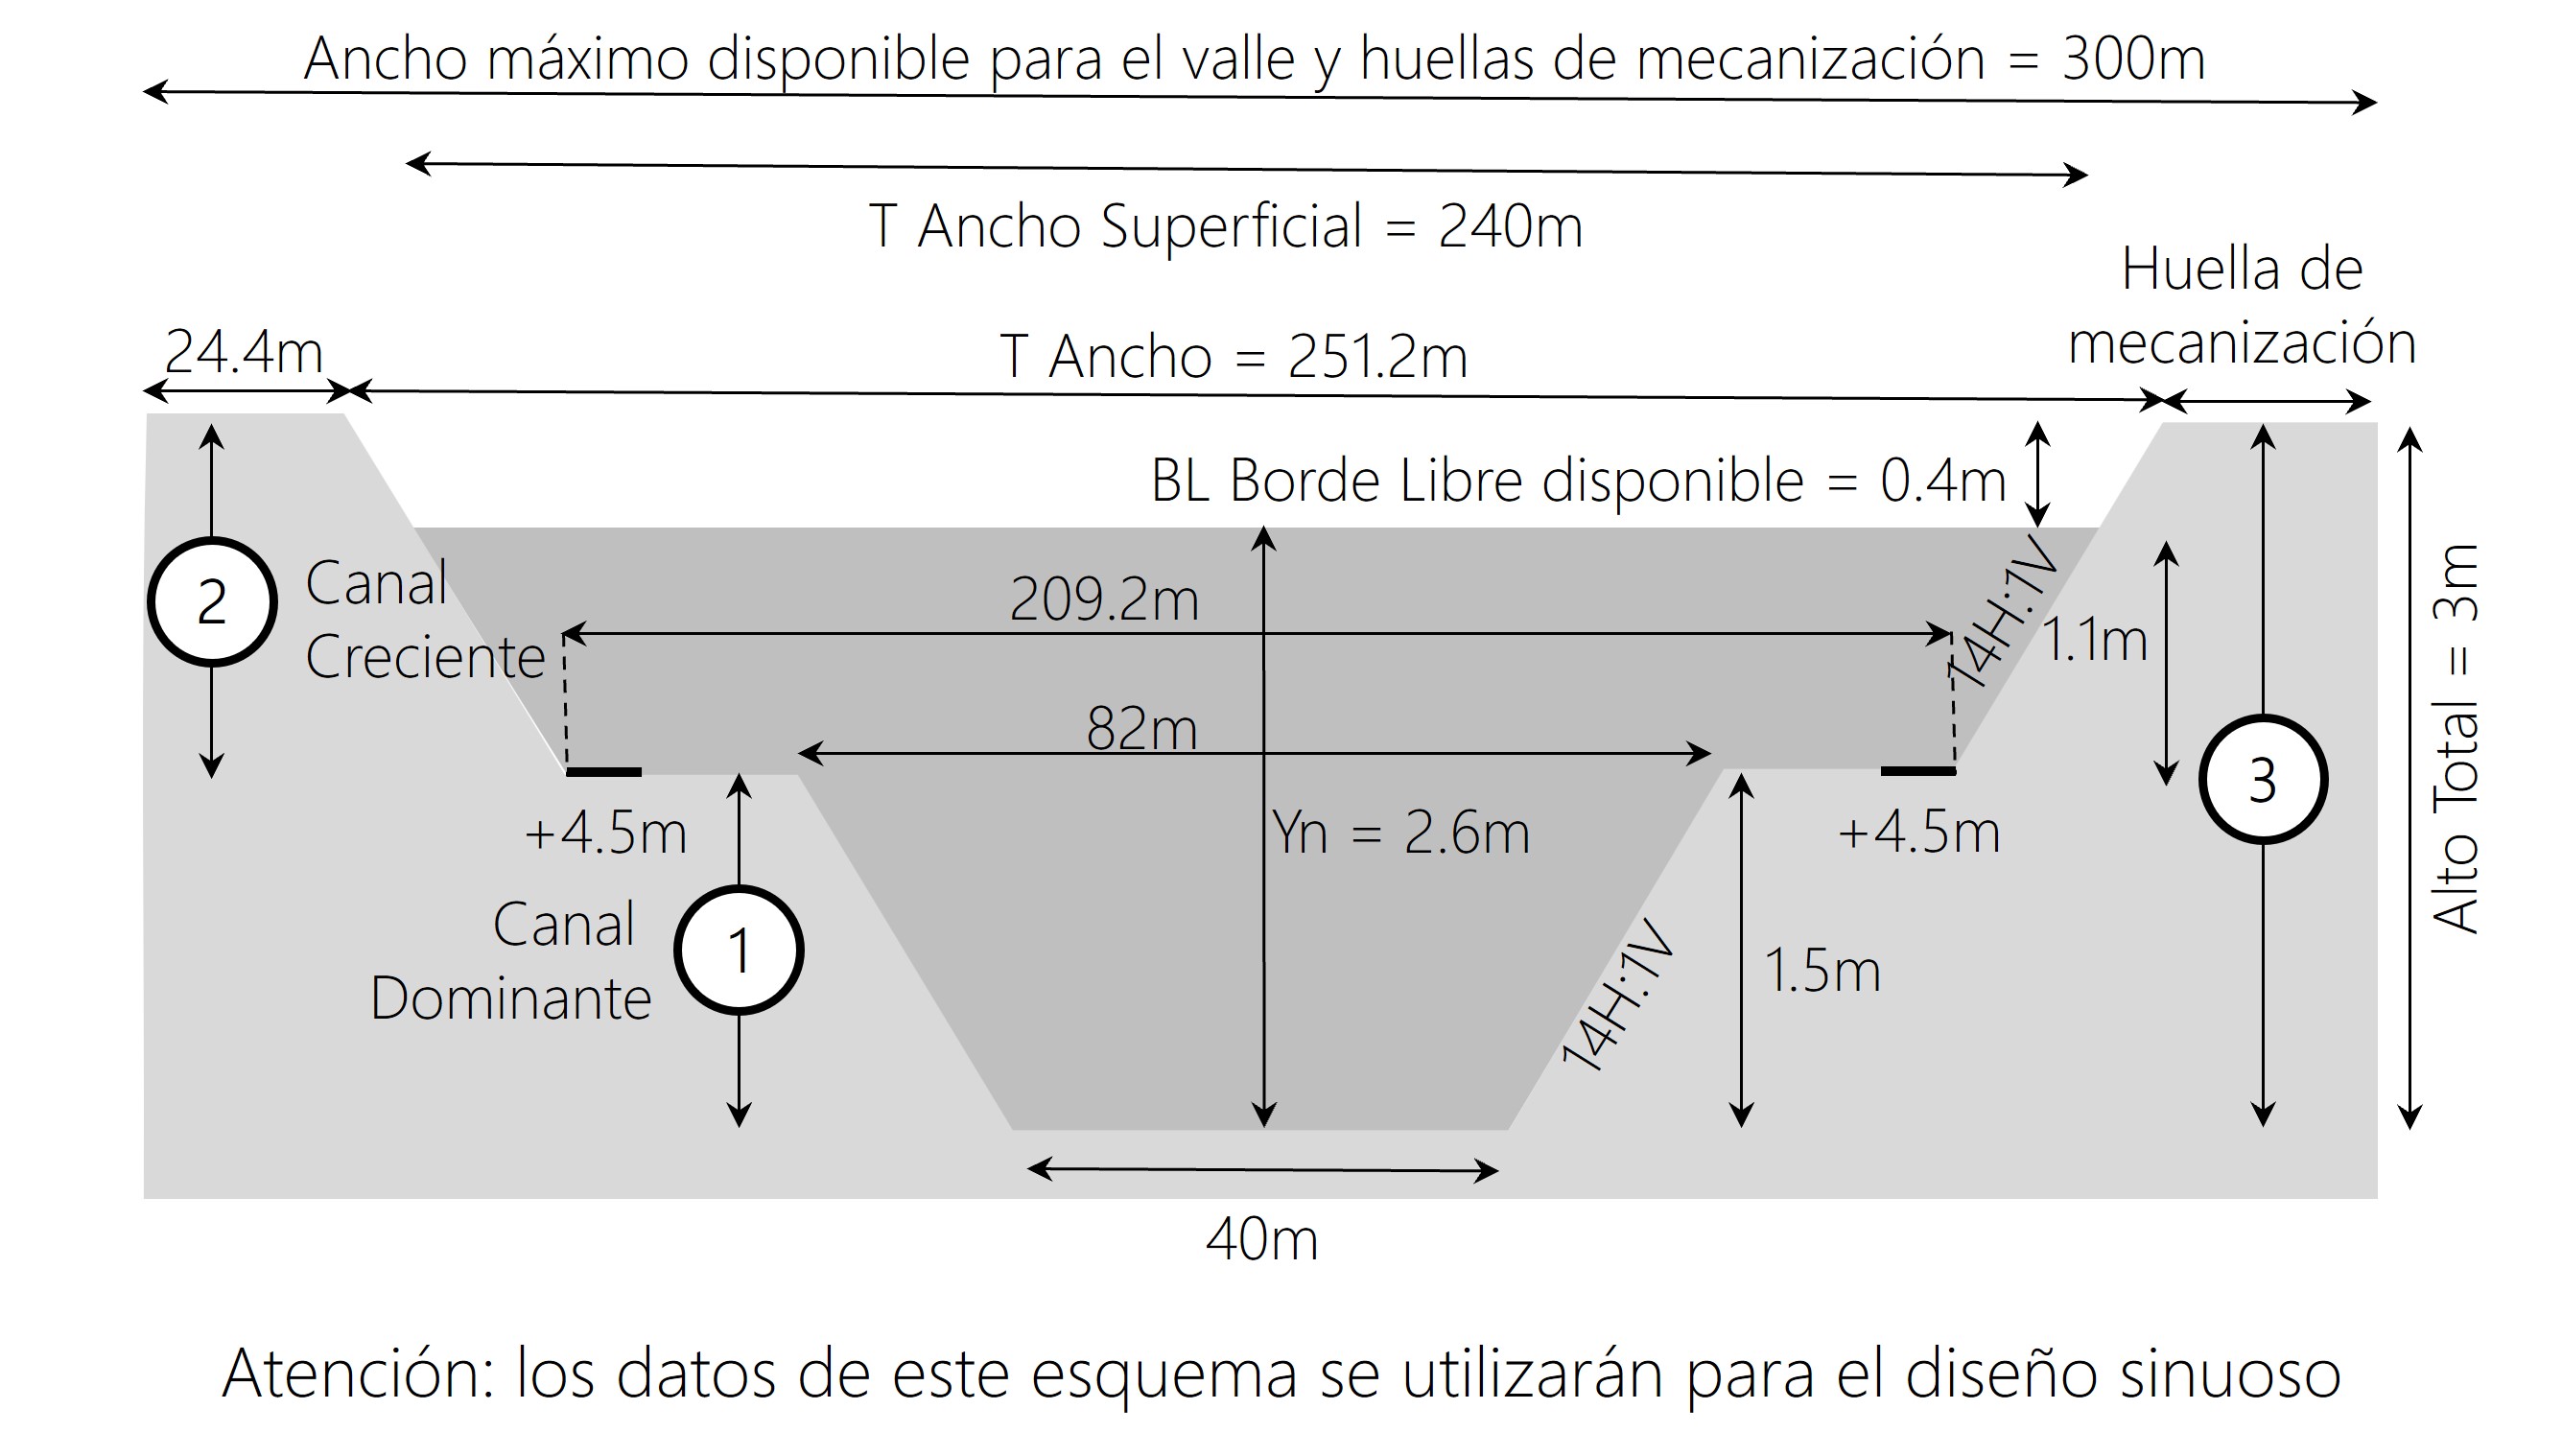 Ancho máximo disponible para el valle y huellas de mecanización = 300m
T Ancho Superficial = 240m
Huella de
mecanización
24.4m
T Ancho = 251.2m
BL Borde Libre disponible = 0.4m
2
Canal
Creciente
209.2m
14H:1V
1.1m
Alto Total = 3m
82m
3
+4.5m
Yn = 2.6m
+4.5m
Canal
Dominante
1
14H:1V
1.5m
40m
Atención: los datos de este esquema se utilizarán para el diseño sinuoso